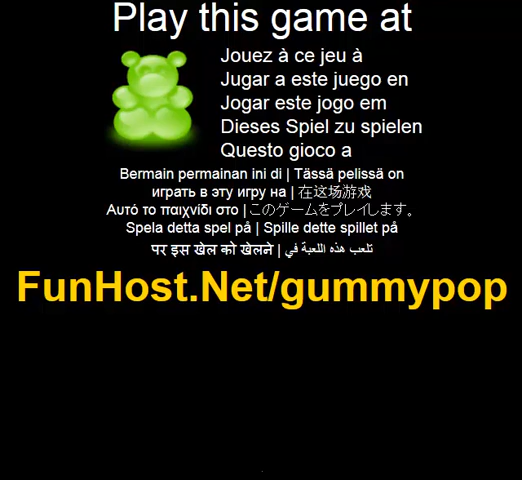 Play this game at
Jouez à ce jeu à
Jugar a este juego en
Jogar este jogo em
Dieses Spiel zu spielen
Questo gioco a
Bermain permainan ini di | Tässä pelissä on
играть в эту игру на | 在这场游戏
Αυτό το παιχνίδι στο | このゲームをプレイします。
Spela detta spel på | Spille dette spillet på
पर इस खेल को खेलने | تلعب هذه اللعبة في
FunHost.Net/gummypop